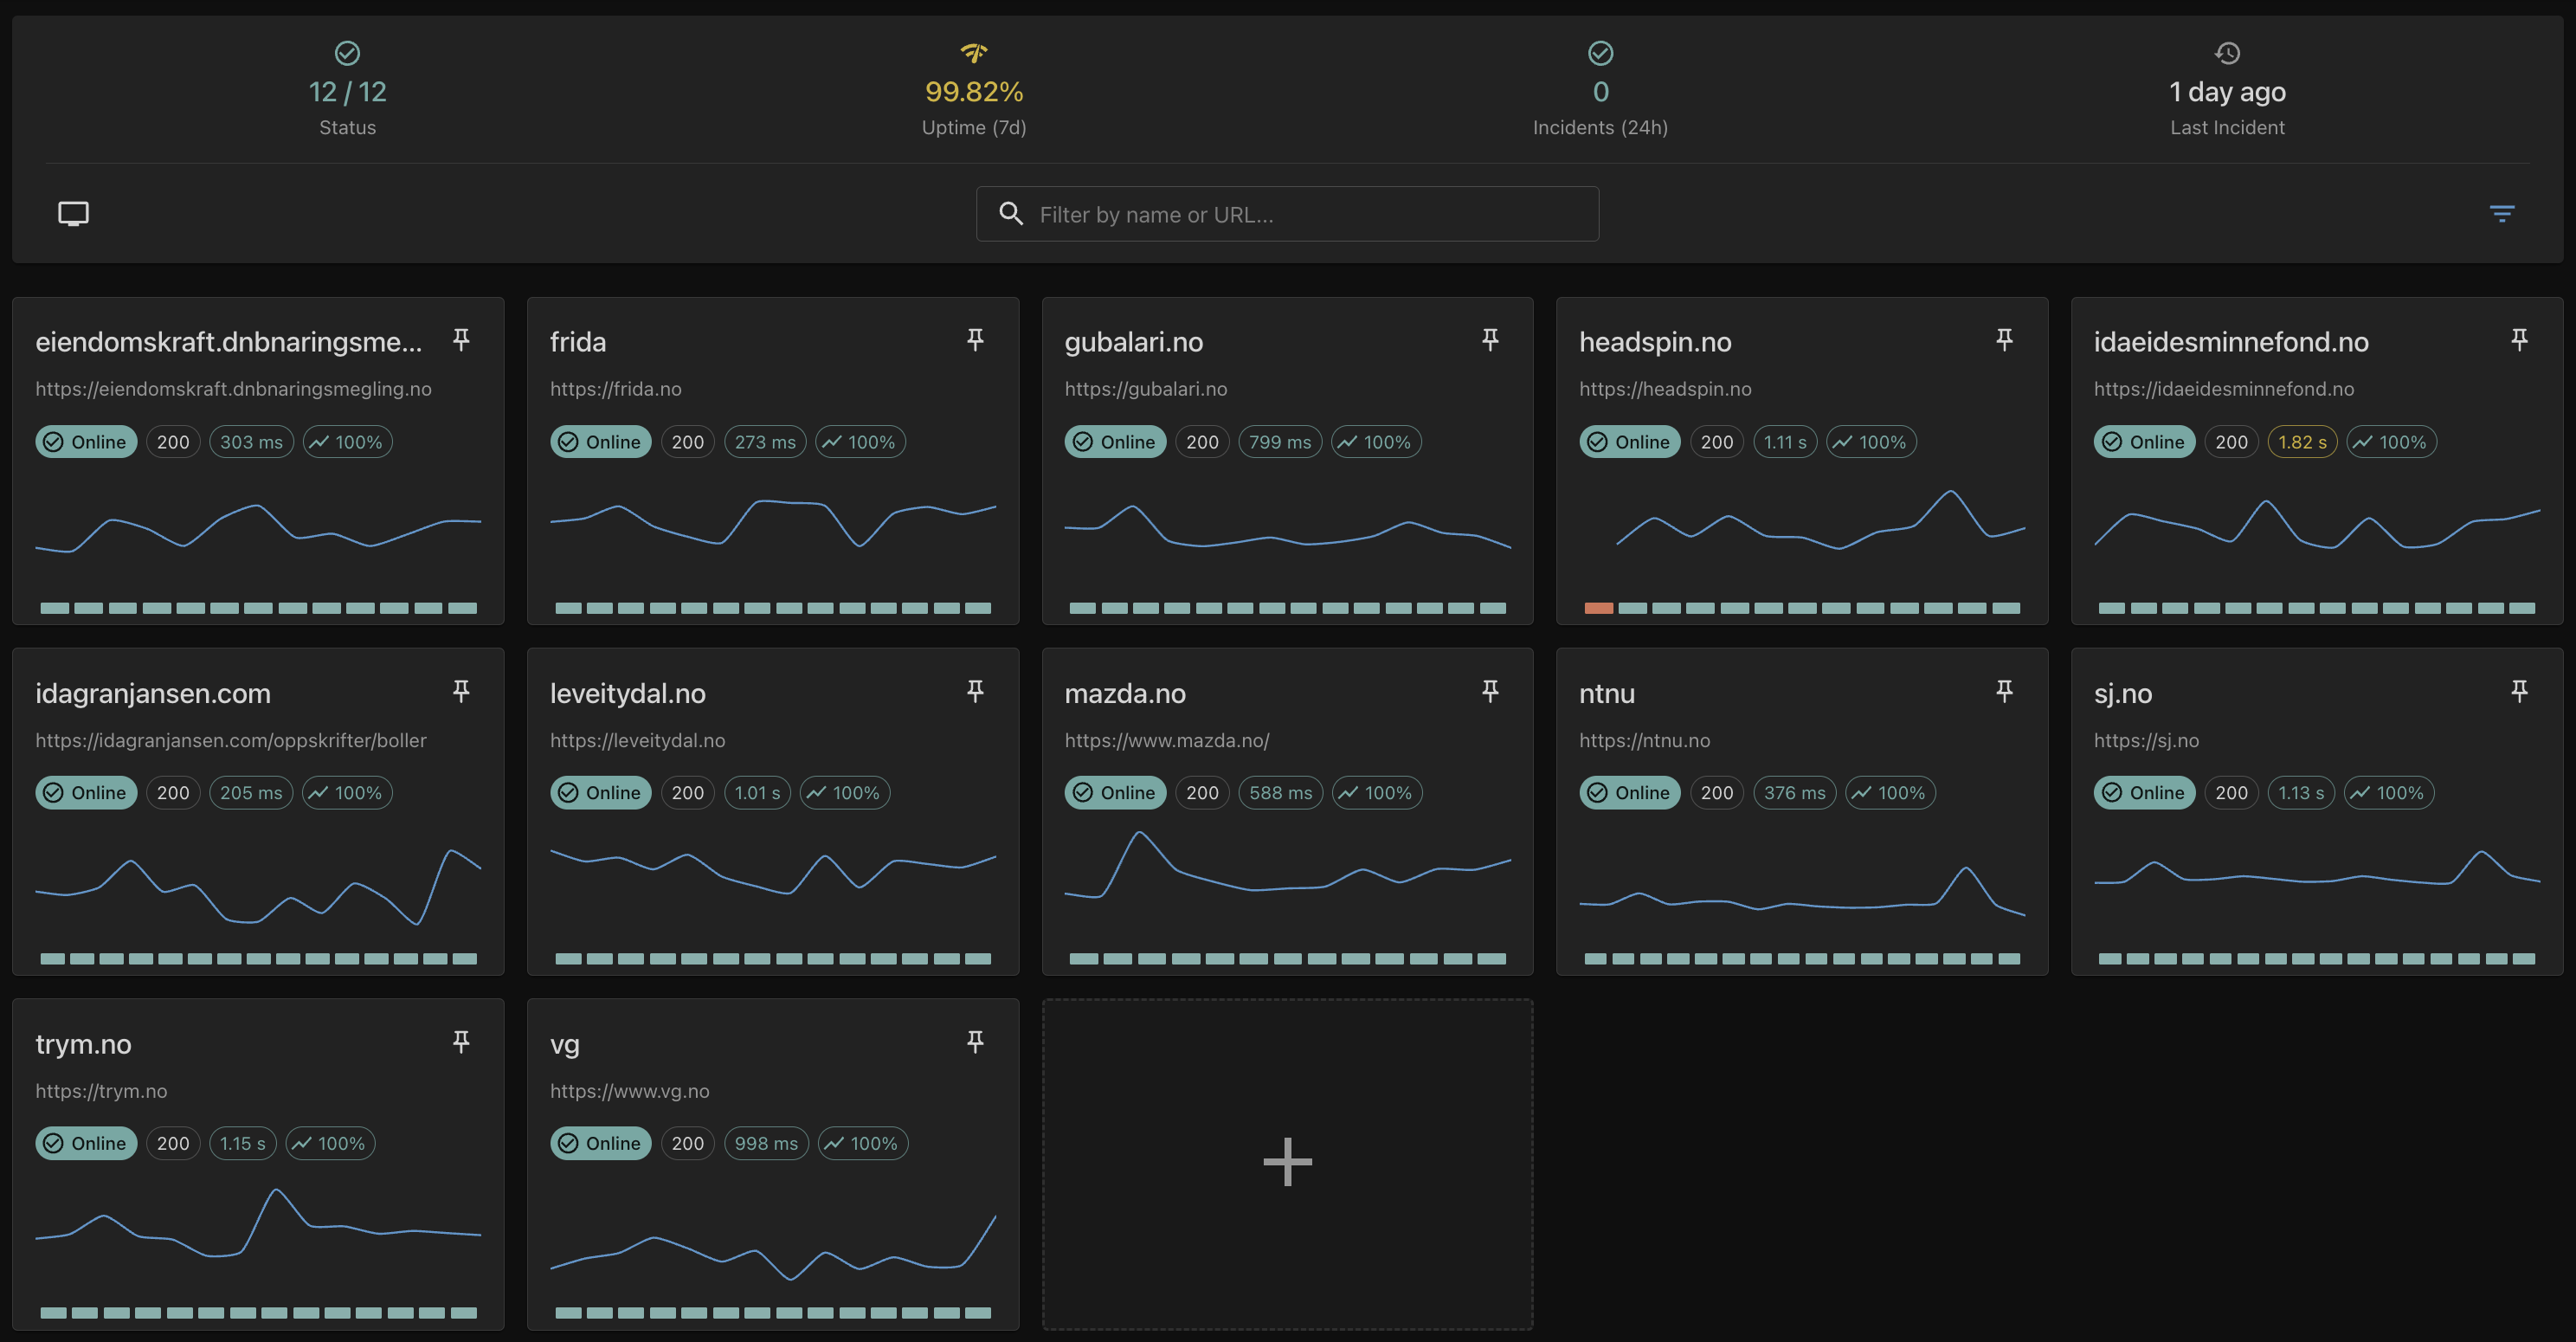 12 / 12
Status
99.82%
Uptime (7d)
0
Incidents (24h)
1 day ago
Last Incident
Filter by name or URL...
eiendomskraft.dnbnaringsme...
https://eiendomskraft.dnbnaringsmegling.no
Online 200 303 ms 100%
frida
https://frida.no
Online 200 273 ms 100%
gubalari.no
https://gubalari.no
Online 200 799 ms 100%
headspin.no
https://headspin.no
Online 200 1.11 s 100%
idaeidesminnefond.no
https://idaeidesminnefond.no
Online 200 1.82 s 100%
idagranjansen.com
https://idagranjansen.com/oppskrifter/boller
Online 200 205 ms 100%
leveitydal.no
https://leveitydal.no
Online 200 1.01 s 100%
mazda.no
https://www.mazda.no/
Online 200 588 ms 100%
ntnu
https://ntnu.no
Online 200 376 ms 100%
sj.no
https://sj.no
Online 200 1.13 s 100%
trym.no
https://trym.no
Online 200 1.15 s 100%
vg
https://www.vg.no
Online 200 998 ms 100%